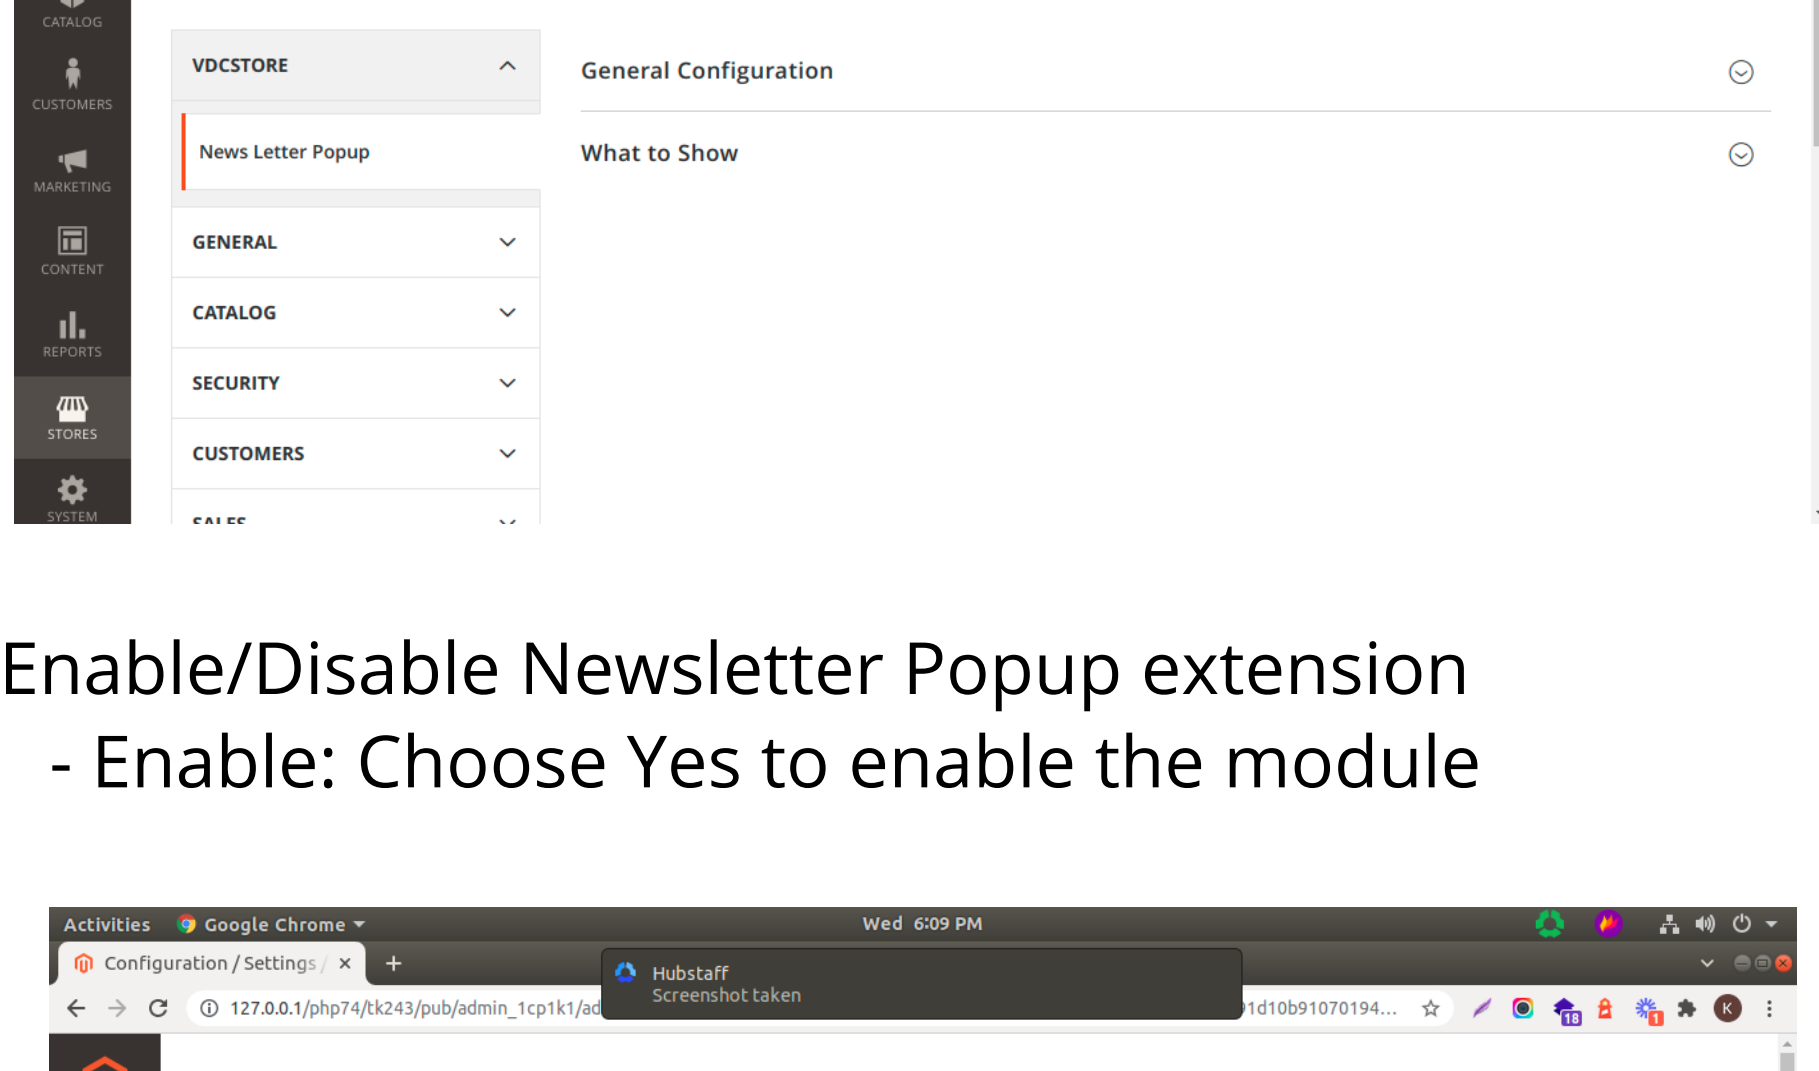 CATALOG
VDCSTORE
General Configuration
CUSTOMERS
News Letter Popup
What to Show
MARKETING
GENERAL
CONTENT
CATALOG
REPORTS
SECURITY
STORES
CUSTOMERS
SYSTEM
SALES
Enable/Disable Newsletter Popup extension
- Enable: Choose Yes to enable the module
Activities Google Chrome Wed 6:09 PM
Configuration / Settings /
Hubstaff
Screenshot taken
127.0.0.1/php74/tk243/pub/admin_1cp1k1/ad
1d10b91070194...
18
1
K